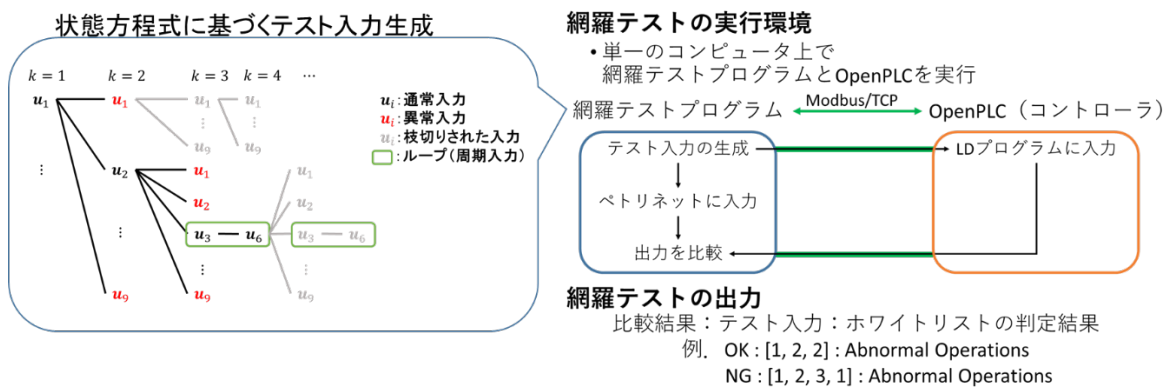 状態方程式に基づくテスト入力生成
k = 1 k = 2 k = 3 k = 4 …
u₁ u₁ u₁ u₁
⋮ ⋮
u₉ u₉
⋮ u₂ u₁ u₁
u₂ u₂
⋮ u₃ u₆ u₃ u₆
⋮ ⋮
u₉ u₉ u₉
uᵢ:通常入力
uᵢ:異常入力
uᵢ:枝切りされた入力
:ループ(周期入力)
網羅テストの実行環境
• 単一のコンピュータ上で
網羅テストプログラムとOpenPLCを実行
網羅テストプログラム Modbus/TCP OpenPLC(コントローラ)
テスト入力の生成 LDプログラムに入力
ペトリネットに入力
出力を比較
網羅テストの出力
比較結果:テスト入力:ホワイトリストの判定結果
例. OK : [1, 2, 2] : Abnormal Operations
NG : [1, 2, 3, 1] : Abnormal Operations